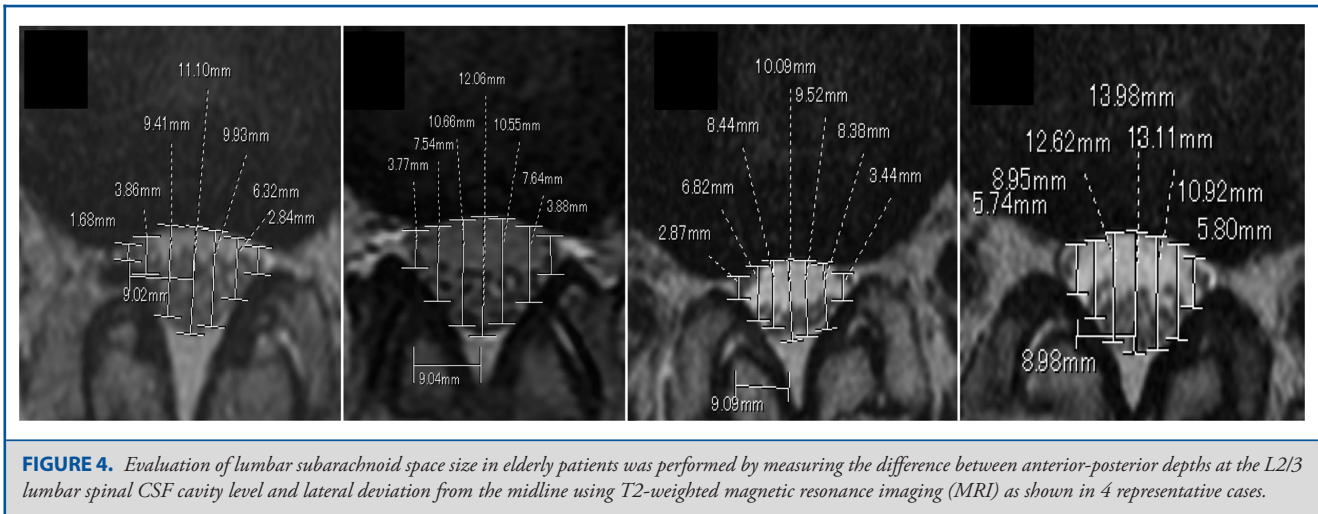 11.10mm
9.41mm
9.93mm
3.86mm
6.32mm
1.68mm
2.84mm
9.02mm
12.06mm
10.66mm
10.55mm
7.54mm
3.77mm
7.64mm
3.88mm
9.04mm
10.09mm
9.52mm
8.44mm
8.38mm
6.82mm
3.44mm
2.87mm
9.09mm
13.98mm
12.62mm
13.11mm
8.95mm
10.92mm
5.74mm
5.80mm
8.98mm
FIGURE 4. Evaluation of lumbar subarachnoid space size in elderly patients was performed by measuring the difference between anterior-posterior depths at the L2/3
lumbar spinal CSF cavity level and lateral deviation from the midline using T2-weighted magnetic resonance imaging (MRI) as shown in 4 representative cases.